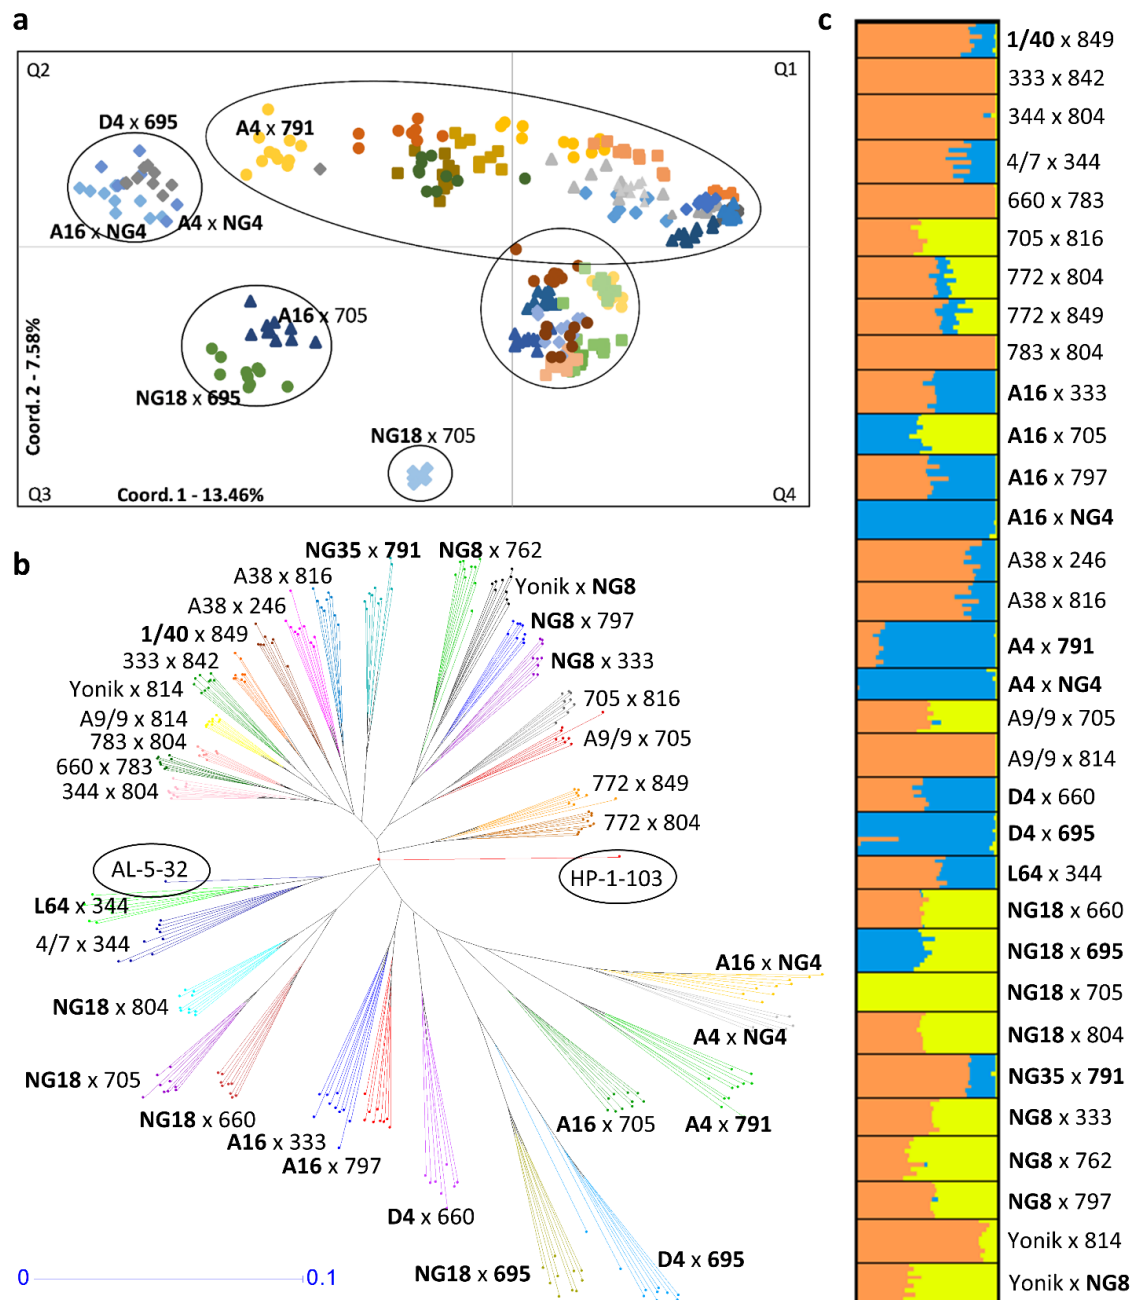 a
Q2
Q1
D4 x 695
A4 x 791
A16 x NG4
A4 x NG4
A16 x 705
NG18 x 695
NG18 x 705
Coord. 2 - 7.58%
Q3
Coord. 1 - 13.46%
Q4
b
NG35 x 791
NG8 x 762
A38 x 816
Yonik x NG8
A38 x 246
NG8 x 797
1/40 x 849
333 x 842
NG8 x 333
Yonik x 814
705 x 816
A9/9 x 814
A9/9 x 705
783 x 804
660 x 783
772 x 849
344 x 804
772 x 804
AL-5-32
HP-1-103
L64 x 344
4/7 x 344
A16 x NG4
NG18 x 804
A4 x NG4
NG18 x 705
NG18 x 660
A16 x 705
A4 x 791
A16 x 333
A16 x 797
D4 x 660
NG18 x 695
D4 x 695
0
0.1
c
1/40 x 849
333 x 842
344 x 804
4/7 x 344
660 x 783
705 x 816
772 x 804
772 x 849
783 x 804
A16 x 333
A16 x 705
A16 x 797
A16 x NG4
A38 x 246
A38 x 816
A4 x 791
A4 x NG4
A9/9 x 705
A9/9 x 814
D4 x 660
D4 x 695
L64 x 344
NG18 x 660
NG18 x 695
NG18 x 705
NG18 x 804
NG35 x 791
NG8 x 333
NG8 x 762
NG8 x 797
Yonik x 814
Yonik x NG8